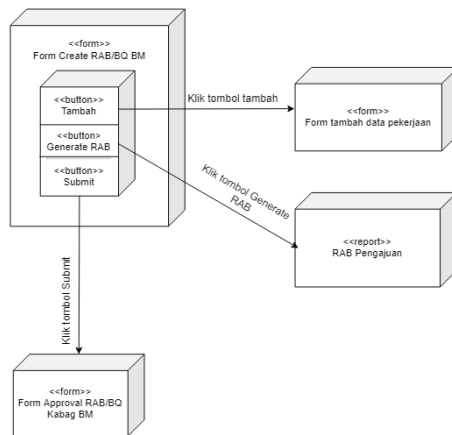 <<form>>
Form Create RAB/BQ BM
<<button>>
Tambah
<<button>
Generate RAB
<<button>>
Submit
Klik tombol tambah
<<form>>
Form tambah data pekerjaan
Klik tombol Generate
RAB
<<report>>
RAB Pengajuan
Klik tombol Submit
<<form>>
Form Approval RAB/BQ
Kabag BM